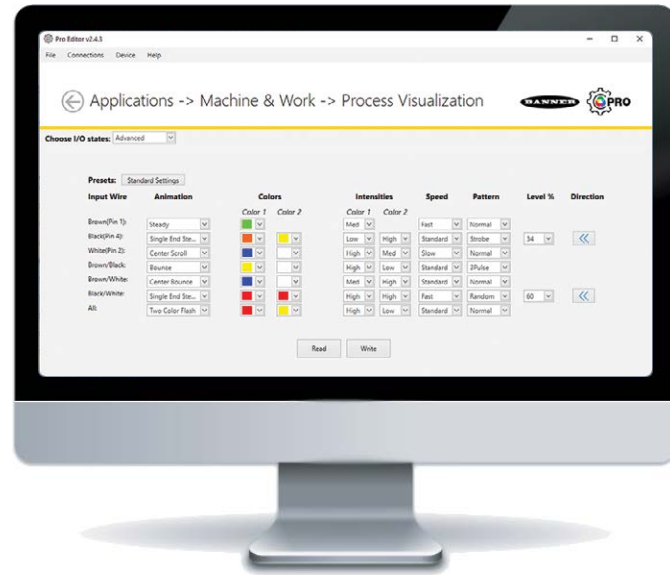 Pro Editor v2.4.3
File Connections Device Help
Applications -> Machine & Work -> Process Visualization BANNER PRO
Choose I/O states: Advanced
Presets: Standard Settings
Input Wire Animation Colors Intensities Speed Pattern Level % Direction
Color 1 Color 2 Color 1 Color 2
Brown(Pin 1): Steady Med Fast Normal
Black(Pin 4): Single End Ste... Low High Standard Strobe 34
White(Pin 2): Center Scroll High Med Slow Normal
Brown/Black: Bounce High Low Standard 2Pulse
Brown/White: Center Bounce Med High Standard Normal
Black/White: Single End Ste... High High Fast Random 60
All: Two Color Flash High Low Standard Normal
Read Write